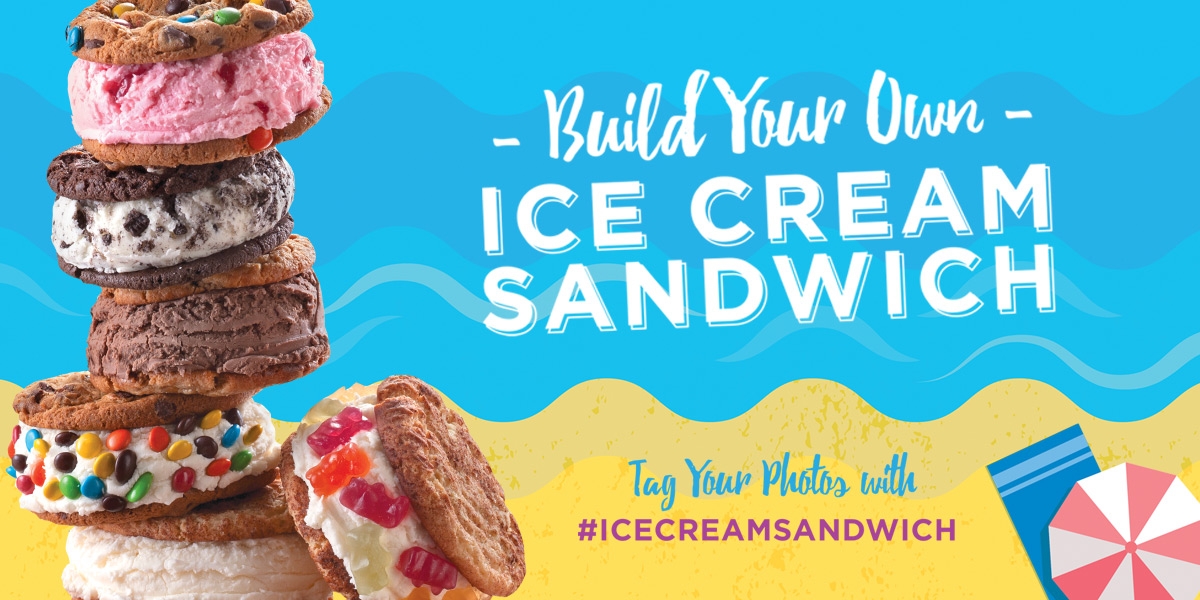 - Build Your Own -
ICE CREAM
SANDWICH
Tag Your Photos with
#ICECREAMSANDWICH